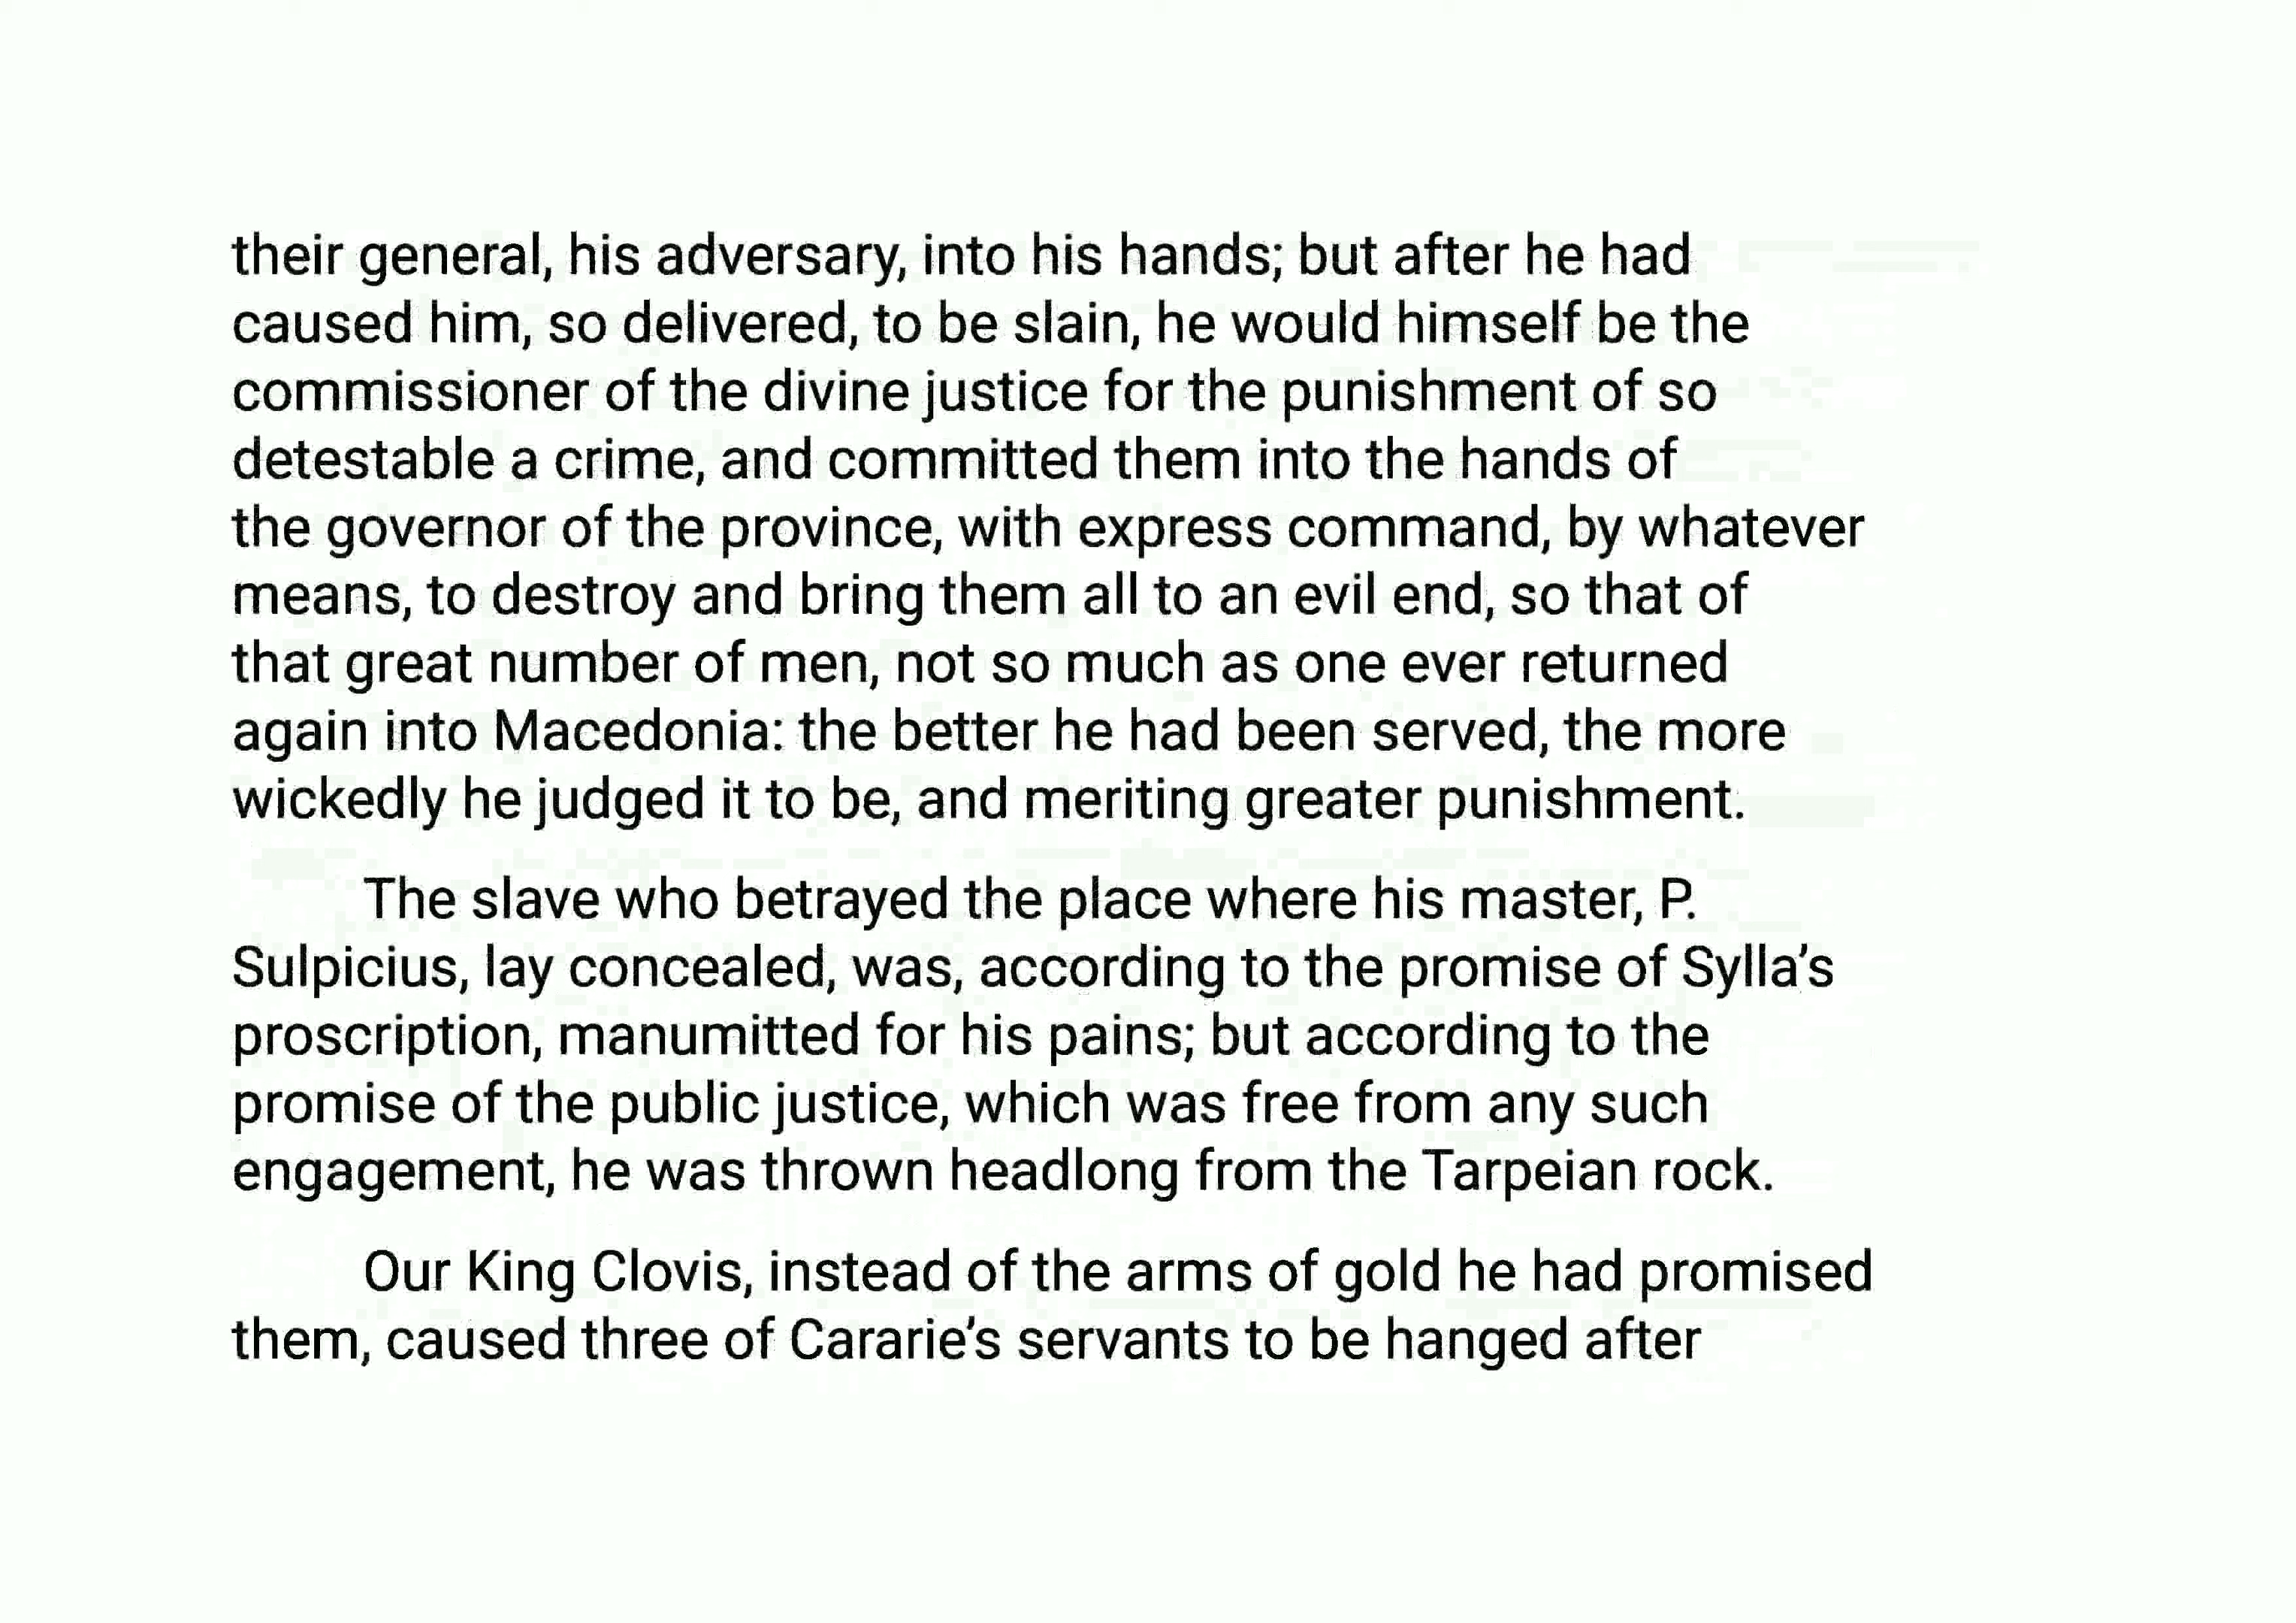 their general, his adversary, into his hands; but after he had
caused him, so delivered, to be slain, he would himself be the
commissioner of the divine justice for the punishment of so
detestable a crime, and committed them into the hands of
the governor of the province, with express command, by whatever
means, to destroy and bring them all to an evil end, so that of
that great number of men, not so much as one ever returned
again into Macedonia: the better he had been served, the more
wickedly he judged it to be, and meriting greater punishment.
The slave who betrayed the place where his master, P.
Sulpicius, lay concealed, was, according to the promise of Sylla’s
proscription, manumitted for his pains; but according to the
promise of the public justice, which was free from any such
engagement, he was thrown headlong from the Tarpeian rock.
Our King Clovis, instead of the arms of gold he had promised
them, caused three of Cararie’s servants to be hanged after